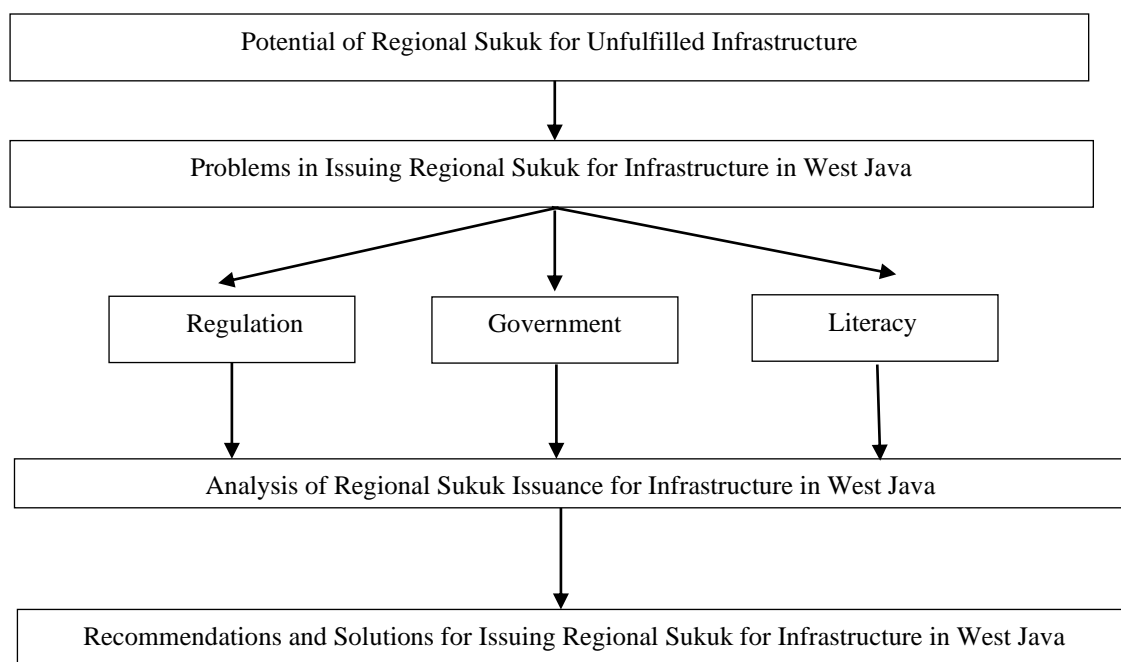 Potential of Regional Sukuk for Unfulfilled Infrastructure
Problems in Issuing Regional Sukuk for Infrastructure in West Java
Regulation
Government
Literacy
Analysis of Regional Sukuk Issuance for Infrastructure in West Java
Recommendations and Solutions for Issuing Regional Sukuk for Infrastructure in West Java